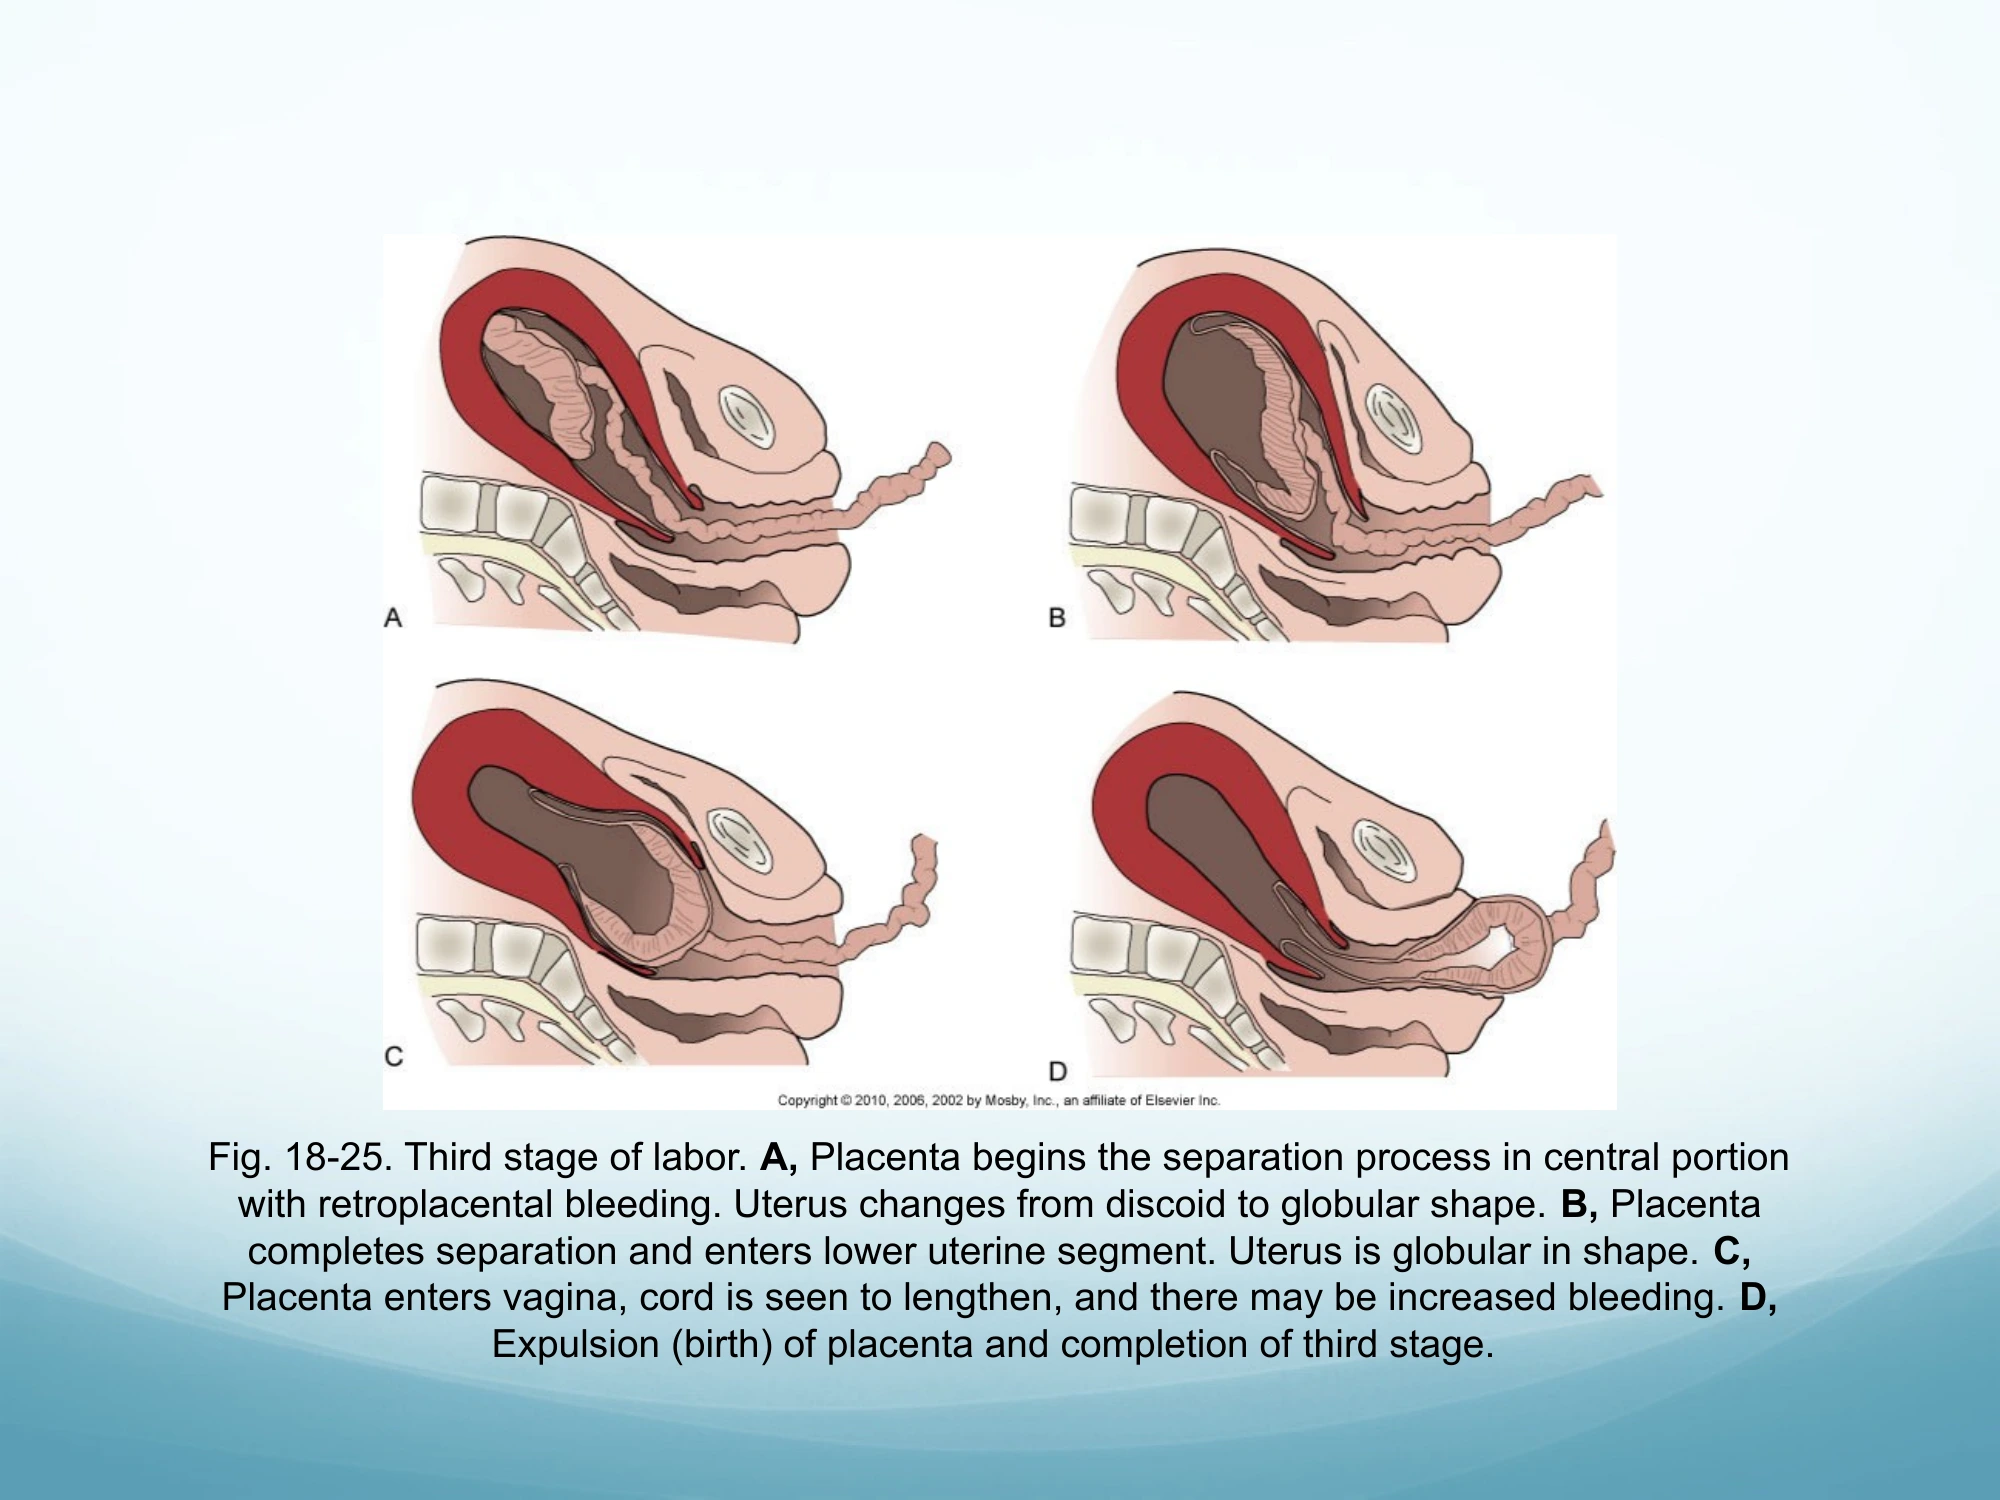 A
B
C
D
Copyright © 2010, 2006, 2002 by Mosby, Inc., an affiliate of Elsevier Inc.
Fig. 18-25. Third stage of labor. A, Placenta begins the separation process in central portion
with retroplacental bleeding. Uterus changes from discoid to globular shape. B, Placenta
completes separation and enters lower uterine segment. Uterus is globular in shape. C,
Placenta enters vagina, cord is seen to lengthen, and there may be increased bleeding. D,
Expulsion (birth) of placenta and completion of third stage.